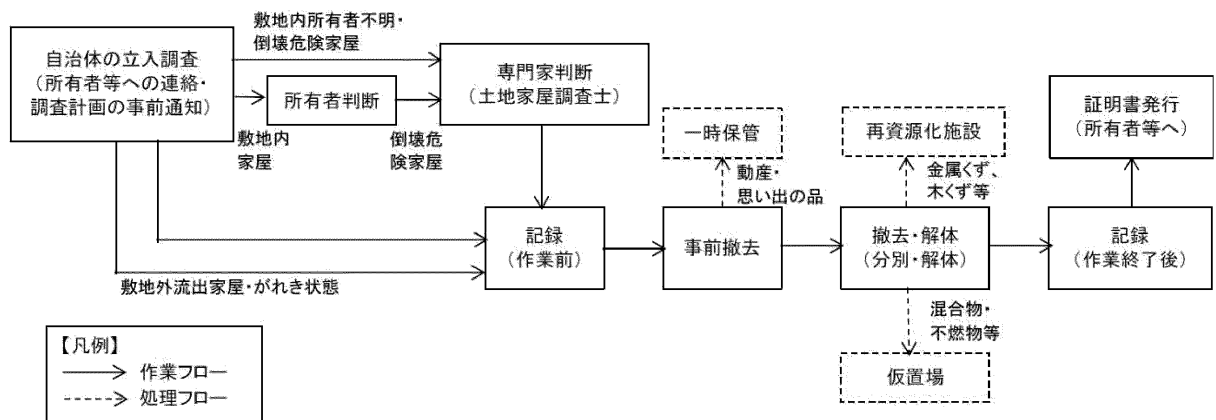 敷地内所有者不明・
倒壊危険家屋
自治体の立入調査
(所有者等への連絡・
調査計画の事前通知)
所有者判断
敷地内
家屋
倒壊危
険家屋
専門家判断
(土地家屋調査士)
一時保管
動産・
思い出の品
再資源化施設
金属くず、
木くず等
証明書発行
(所有者等へ)
記録
(作業前)
事前撤去
撤去・解体
(分別・解体)
記録
(作業終了後)
敷地外流出家屋・がれき状態
混合物・
不燃物等
仮置場
【凡例】
作業フロー
処理フロー